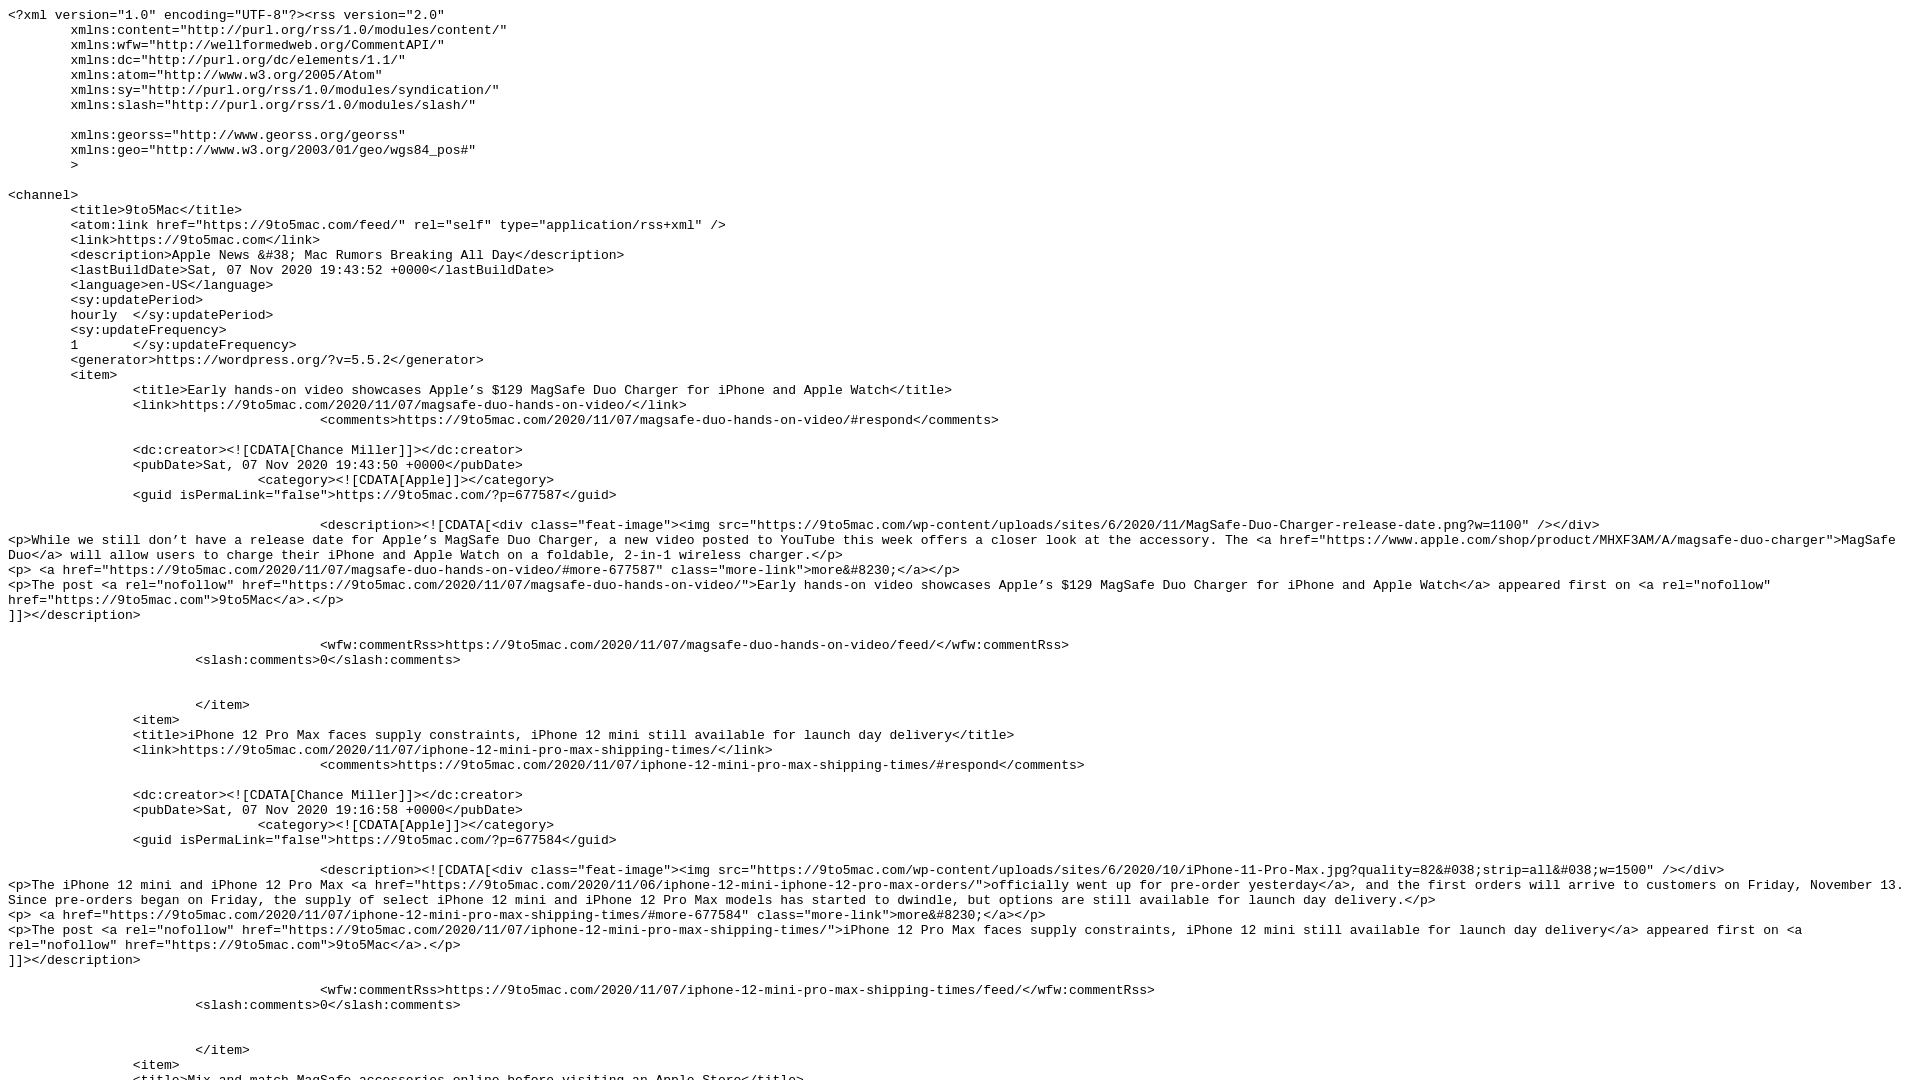 <?xml version="1.0" encoding="UTF-8"?><rss version="2.0"
xmlns:content="http://purl.org/rss/1.0/modules/content/"
xmlns:wfw="http://wellformedweb.org/CommentAPI/"
xmlns:dc="http://purl.org/dc/elements/1.1/"
xmlns:atom="http://www.w3.org/2005/Atom"
xmlns:sy="http://purl.org/rss/1.0/modules/syndication/"
xmlns:slash="http://purl.org/rss/1.0/modules/slash/"
xmlns:georss="http://www.georss.org/georss"
xmlns:geo="http://www.w3.org/2003/01/geo/wgs84_pos#"
>
<channel>
<title>9to5Mac</title>
<atom:link href="https://9to5mac.com/feed/" rel="self" type="application/rss+xml" />
<link>https://9to5mac.com</link>
<description>Apple News &#38; Mac Rumors Breaking All Day</description>
<lastBuildDate>Sat, 07 Nov 2020 19:43:52 +0000</lastBuildDate>
<language>en-US</language>
<sy:updatePeriod>
hourly </sy:updatePeriod>
<sy:updateFrequency>
1 </sy:updateFrequency>
<generator>https://wordpress.org/?v=5.5.2</generator>
<item>
<title>Early hands-on video showcases Apple’s $129 MagSafe Duo Charger for iPhone and Apple Watch</title>
<link>https://9to5mac.com/2020/11/07/magsafe-duo-hands-on-video/</link>
<comments>https://9to5mac.com/2020/11/07/magsafe-duo-hands-on-video/#respond</comments>
<dc:creator><![CDATA[Chance Miller]]></dc:creator>
<pubDate>Sat, 07 Nov 2020 19:43:50 +0000</pubDate>
<category><![CDATA[Apple]]></category>
<guid isPermaLink="false">https://9to5mac.com/?p=677587</guid>
<description><![CDATA[<div class="feat-image"><img src="https://9to5mac.com/wp-content/uploads/sites/6/2020/11/MagSafe-Duo-Charger-release-date.png?w=1100" /></div>
<p>While we still don’t have a release date for Apple’s MagSafe Duo Charger, a new video posted to YouTube this week offers a closer look at the accessory. The <a href="https://www.apple.com/shop/product/MHXF3AM/A/magsafe-duo-charger">MagSafe
Duo</a> will allow users to charge their iPhone and Apple Watch on a foldable, 2-in-1 wireless charger.</p>
<p> <a href="https://9to5mac.com/2020/11/07/magsafe-duo-hands-on-video/#more-677587" class="more-link">more&#8230;</a></p>
<p>The post <a rel="nofollow" href="https://9to5mac.com/2020/11/07/magsafe-duo-hands-on-video/">Early hands-on video showcases Apple’s $129 MagSafe Duo Charger for iPhone and Apple Watch</a> appeared first on <a rel="nofollow"
href="https://9to5mac.com">9to5Mac</a>.</p>
]]></description>
<wfw:commentRss>https://9to5mac.com/2020/11/07/magsafe-duo-hands-on-video/feed/</wfw:commentRss>
<slash:comments>0</slash:comments>
</item>
<item>
<title>iPhone 12 Pro Max faces supply constraints, iPhone 12 mini still available for launch day delivery</title>
<link>https://9to5mac.com/2020/11/07/iphone-12-mini-pro-max-shipping-times/</link>
<comments>https://9to5mac.com/2020/11/07/iphone-12-mini-pro-max-shipping-times/#respond</comments>
<dc:creator><![CDATA[Chance Miller]]></dc:creator>
<pubDate>Sat, 07 Nov 2020 19:16:58 +0000</pubDate>
<category><![CDATA[Apple]]></category>
<guid isPermaLink="false">https://9to5mac.com/?p=677584</guid>
<description><![CDATA[<div class="feat-image"><img src="https://9to5mac.com/wp-content/uploads/sites/6/2020/10/iPhone-11-Pro-Max.jpg?quality=82&#038;strip=all&#038;w=1500" /></div>
<p>The iPhone 12 mini and iPhone 12 Pro Max <a href="https://9to5mac.com/2020/11/06/iphone-12-mini-iphone-12-pro-max-orders/">officially went up for pre-order yesterday</a>, and the first orders will arrive to customers on Friday, November 13.
Since pre-orders began on Friday, the supply of select iPhone 12 mini and iPhone 12 Pro Max models has started to dwindle, but options are still available for launch day delivery.</p>
<p> <a href="https://9to5mac.com/2020/11/07/iphone-12-mini-pro-max-shipping-times/#more-677584" class="more-link">more&#8230;</a></p>
<p>The post <a rel="nofollow" href="https://9to5mac.com/2020/11/07/iphone-12-mini-pro-max-shipping-times/">iPhone 12 Pro Max faces supply constraints, iPhone 12 mini still available for launch day delivery</a> appeared first on <a
rel="nofollow" href="https://9to5mac.com">9to5Mac</a>.</p>
]]></description>
<wfw:commentRss>https://9to5mac.com/2020/11/07/iphone-12-mini-pro-max-shipping-times/feed/</wfw:commentRss>
<slash:comments>0</slash:comments>
</item>
<item>
<title>Mix and match MagSafe accessories online before visiting an Apple Store</title>